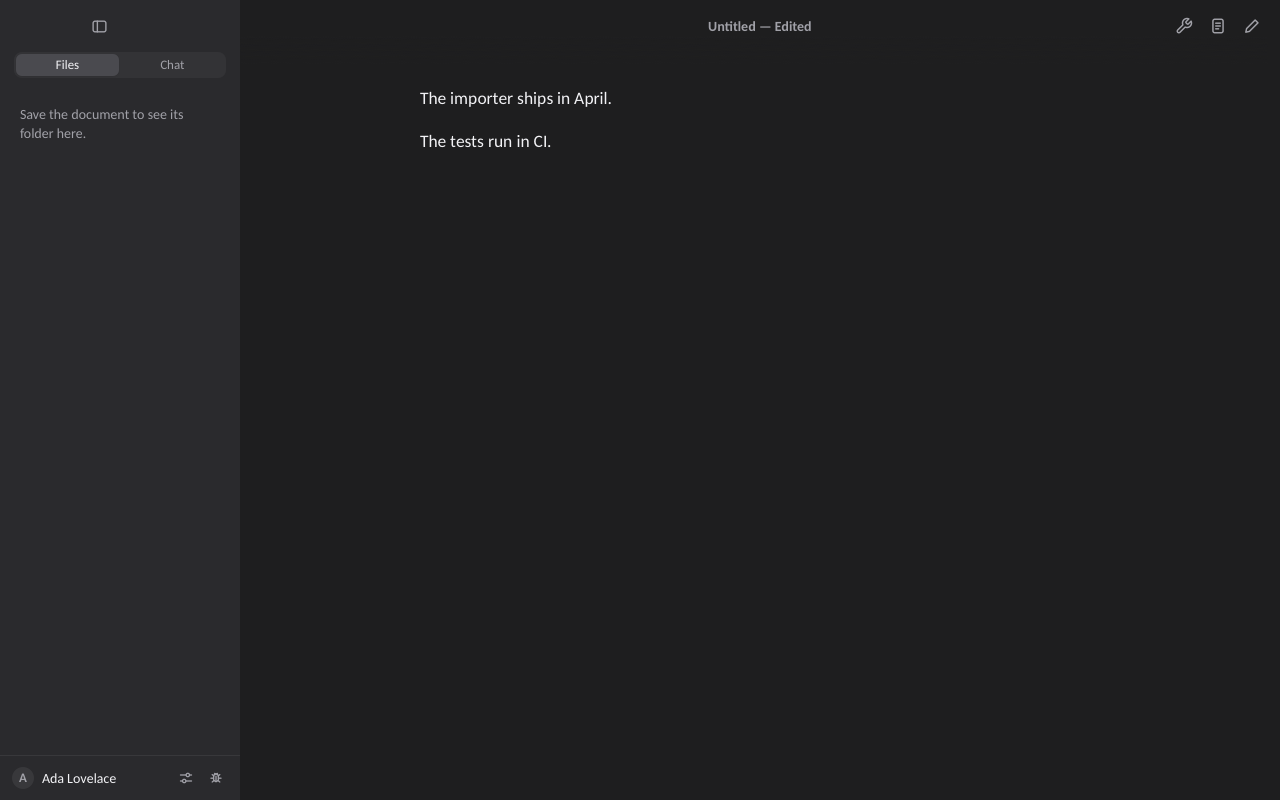 Untitled — Edited
Files
Chat
Save the document to see its
folder here.
The importer ships in April.
The tests run in CI.
A
Ada Lovelace